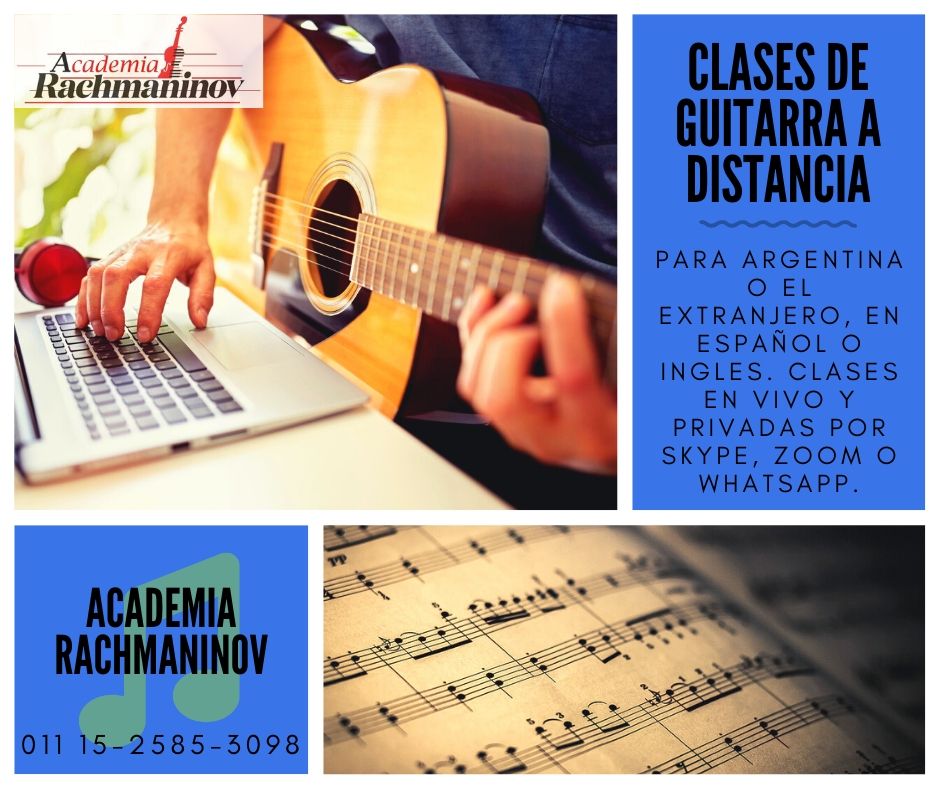 Academia
Rachmaninov
CLASES DE
GUITARRA A
DISTANCIA
PARA ARGENTINA
O EL
EXTRANJERO, EN
ESPAÑOL O
INGLES. CLASES
EN VIVO Y
PRIVADAS POR
SKYPE, ZOOM O
WHATSAPP.
ACADEMIA
RACHMANINOV
011 15-2585-3098